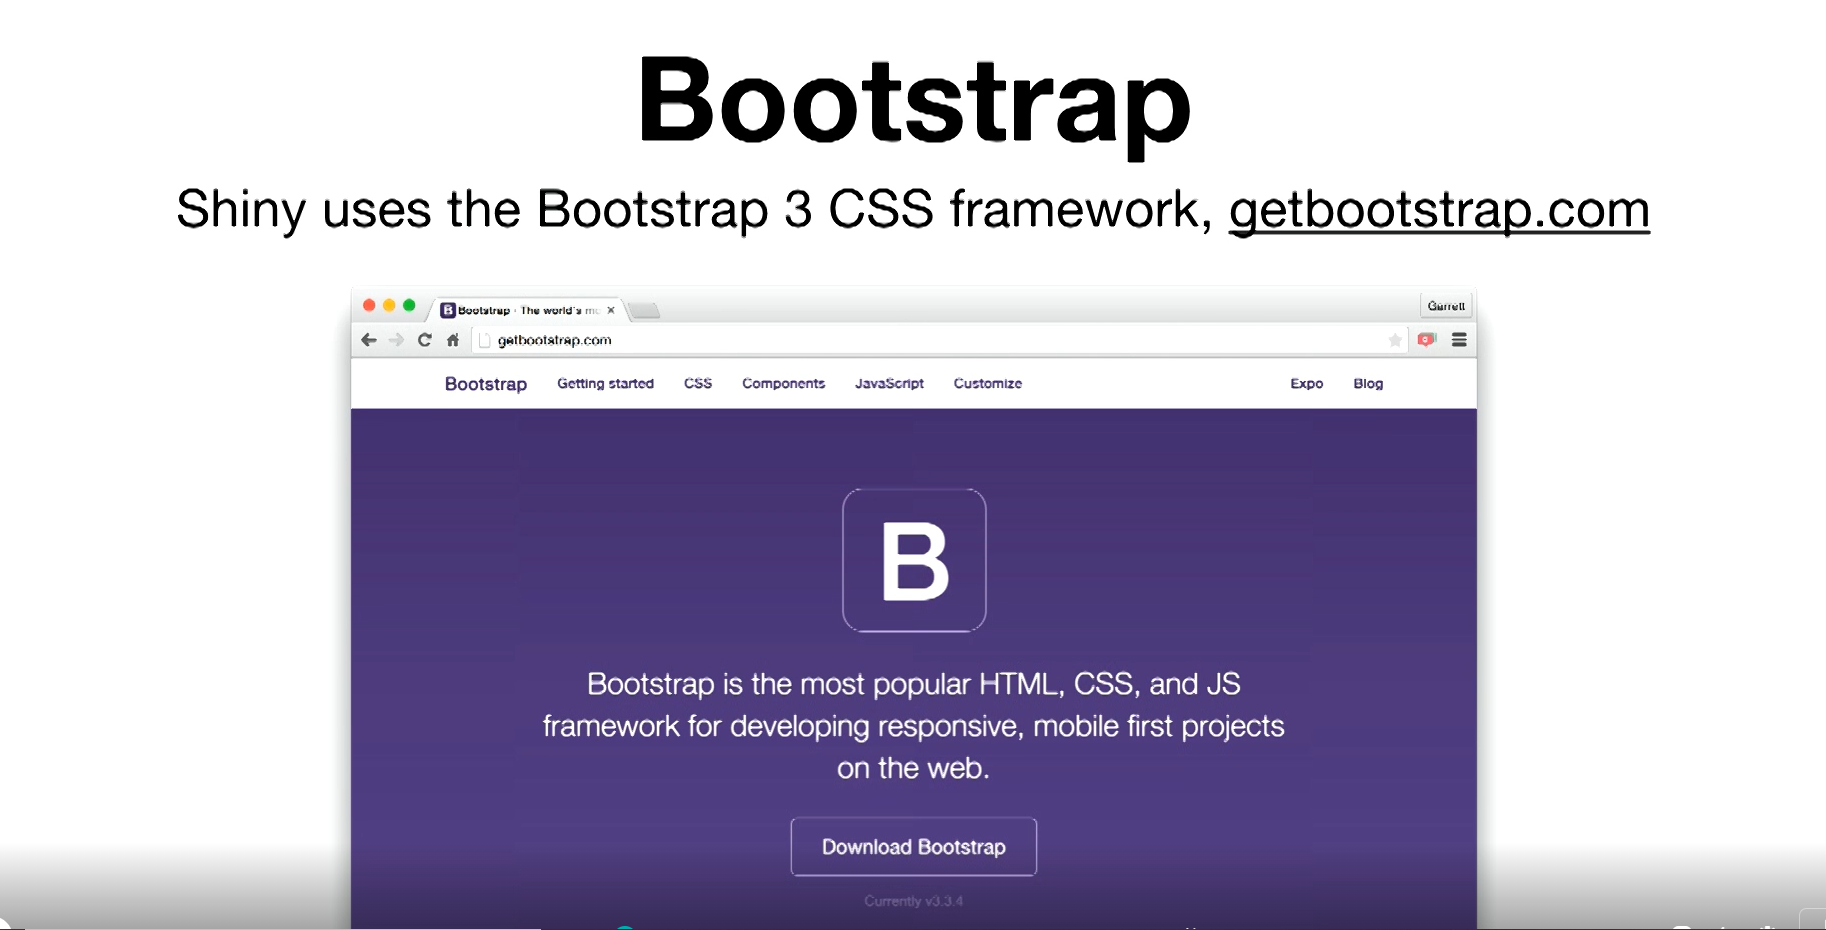 Bootstrap
Shiny uses the Bootstrap 3 CSS framework, getbootstrap.com
B Bootstrap · The world's mo
Garrett
getbootstrap.com
Bootstrap Getting started CSS Components JavaScript Customize Expo Blog
B
Bootstrap is the most popular HTML, CSS, and JS
framework for developing responsive, mobile first projects
on the web.
Download Bootstrap
Currently v3.3.4